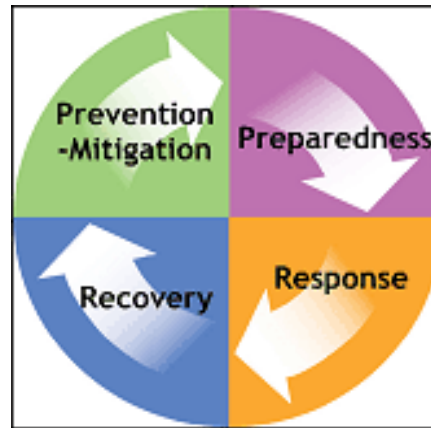 Prevention
-Mitigation
Preparedness
Recovery
Response